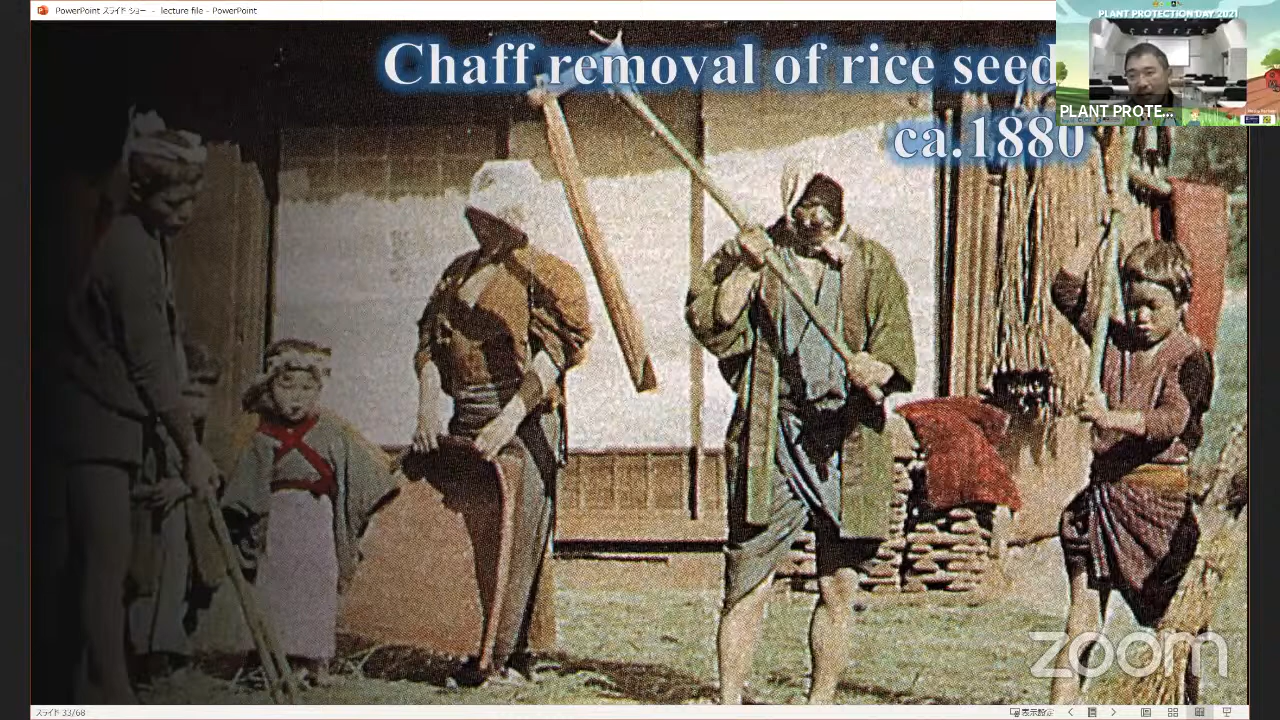 PowerPoint スライド ショー - lecture file - PowerPoint
PLANT PROTECTION DAY 2021
Chaff removal of rice seed
PLANT PROTE...
ca.1880
zoom
スライド 33/68
表示設定